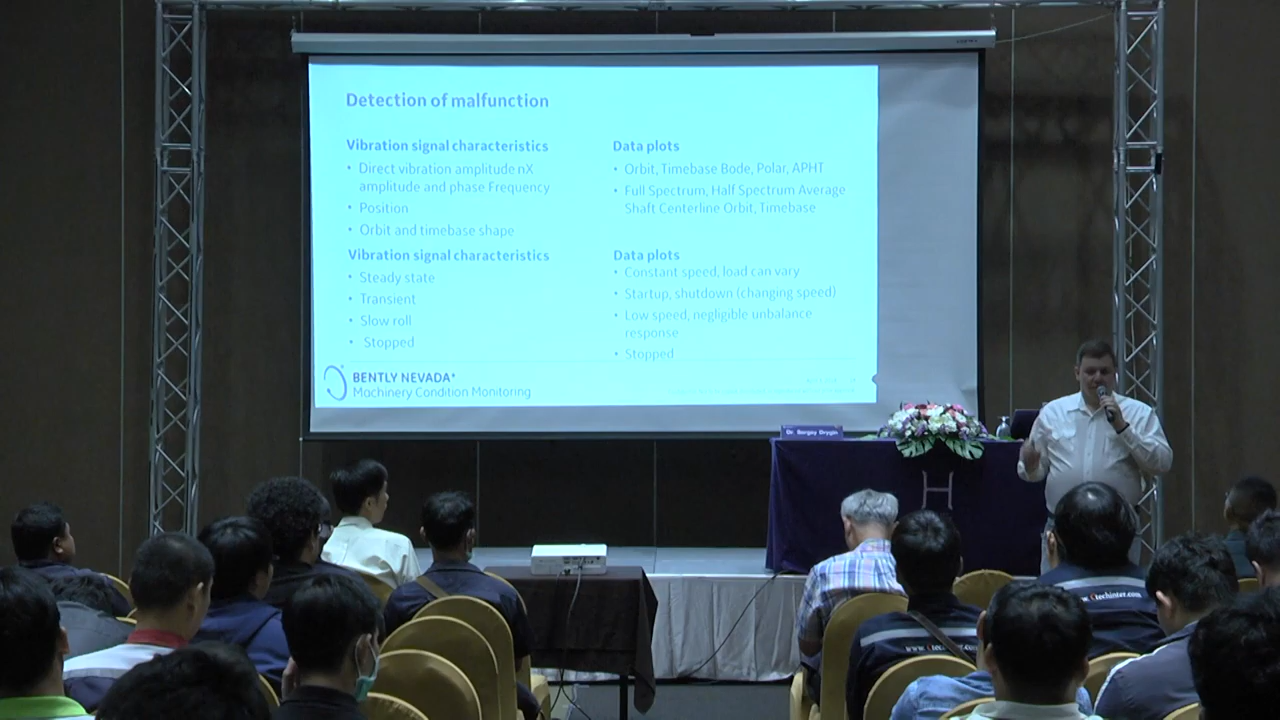 Detection of malfunction
Vibration signal characteristics
• Direct vibration amplitude nX
amplitude and phase Frequency
• Position
• Orbit and timebase shape
Vibration signal characteristics
• Steady state
• Transient
• Slow roll
• Stopped
Data plots
• Orbit, Timebase Bode, Polar, APHT
• Full Spectrum, Half Spectrum Average
Shaft Centerline Orbit, Timebase
Data plots
• Constant speed, load can vary
• Startup, shutdown (changing speed)
• Low speed, negligible unbalance
response
• Stopped
BENTLY NEVADA*
Machinery Condition Monitoring
Dr. Sergey Drygin
H
techinter.com
www.